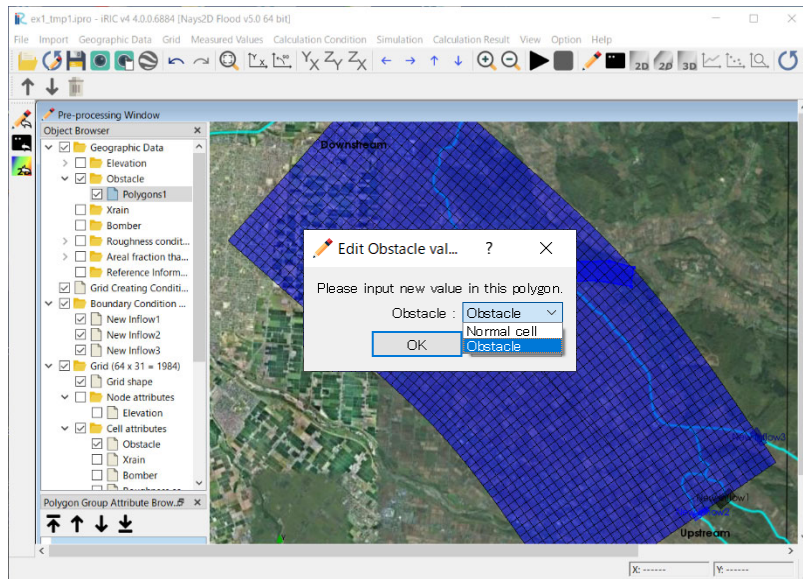 ex1_tmp1.ipro - iRIC v4 4.0.0.6884 [Nays2D Flood v5.0 64 bit]
File Import Geographic Data Grid Measured Values Calculation Condition Simulation Calculation Result View Option Help
2D 2D 3D
Pre-processing Window
Object Browser
Geographic Data
Elevation
Obstacle
Polygons1
Xrain
Bomber
Roughness condit...
Areal fraction tha...
Reference Inform...
Grid Creating Conditi...
Boundary Condition ...
New Inflow1
New Inflow2
New Inflow3
Grid (64 x 31 = 1984)
Grid shape
Node attributes
Elevation
Cell attributes
Obstacle
Xrain
Bomber
Polygon Group Attribute Brow...
Downstream
Edit Obstacle val... ?
Please input new value in this polygon.
Obstacle : Obstacle
Normal cell
Obstacle
OK
Upstream
X: ------
Y: ------